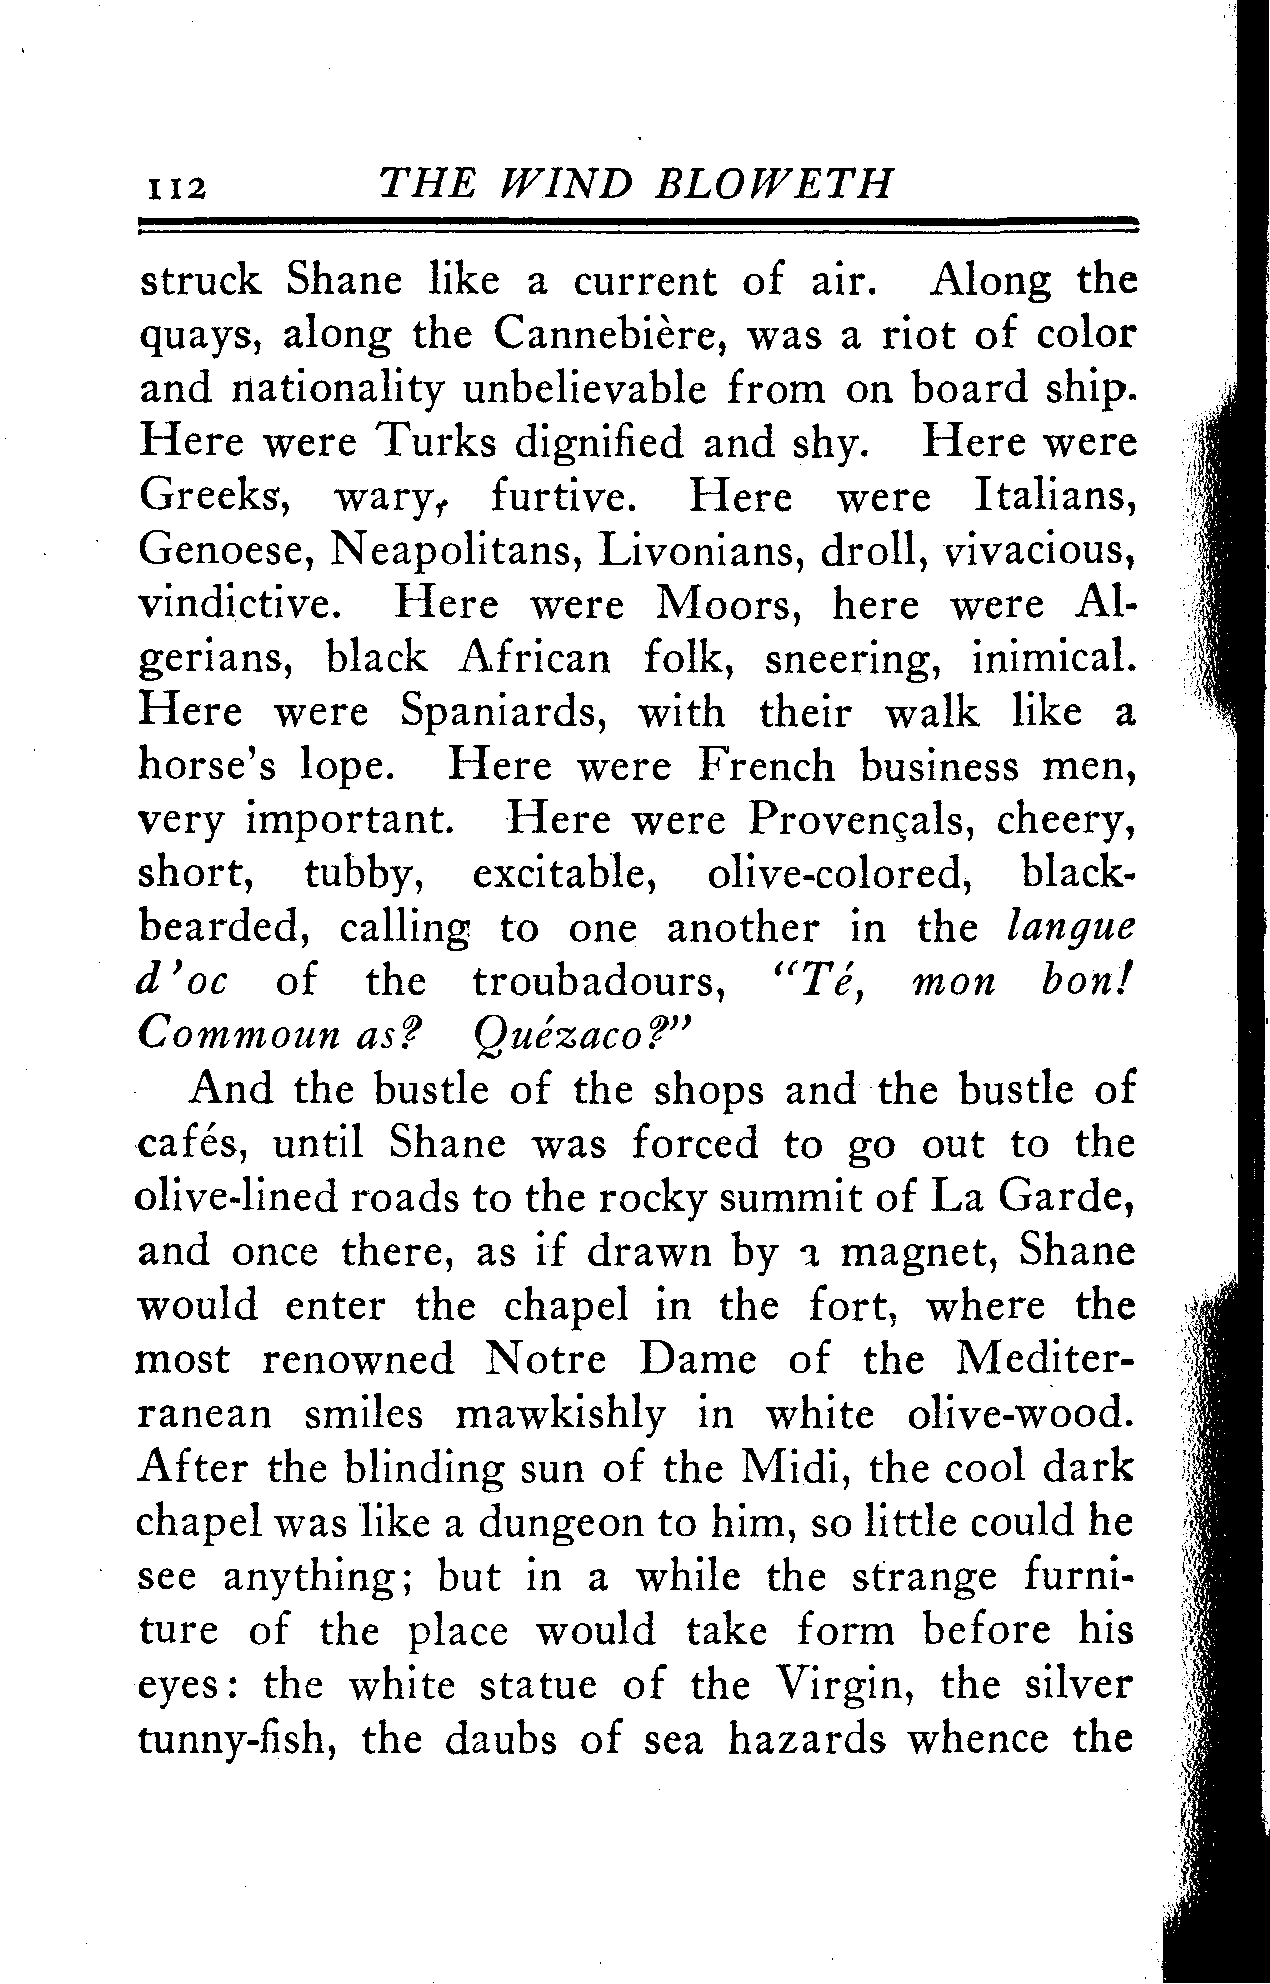 112 THE WIND BLOWETH
struck Shane like a current of air. Along the
quays, along the Cannebière, was a riot of color
and nationality unbelievable from on board ship.
Here were Turks dignified and shy. Here were
Greeks, wary, furtive. Here were Italians,
Genoese, Neapolitans, Livonians, droll, vivacious,
vindictive. Here were Moors, here were Al-
gerians, black African folk, sneering, inimical.
Here were Spaniards, with their walk like a
horse's lope. Here were French business men,
very important. Here were Provençals, cheery,
short, tubby, excitable, olive-colored, black-
bearded, calling to one another in the langue
d'oc of the troubadours, "Té, mon bon!
Commoun as? Quézaco?"
And the bustle of the shops and the bustle of
cafés, until Shane was forced to go out to the
olive-lined roads to the rocky summit of La Garde,
and once there, as if drawn by a magnet, Shane
would enter the chapel in the fort, where the
most renowned Notre Dame of the Mediter-
ranean smiles mawkishly in white olive-wood.
After the blinding sun of the Midi, the cool dark
chapel was like a dungeon to him, so little could he
see anything; but in a while the strange furni-
ture of the place would take form before his
eyes: the white statue of the Virgin, the silver
tunny-fish, the daubs of sea hazards whence the